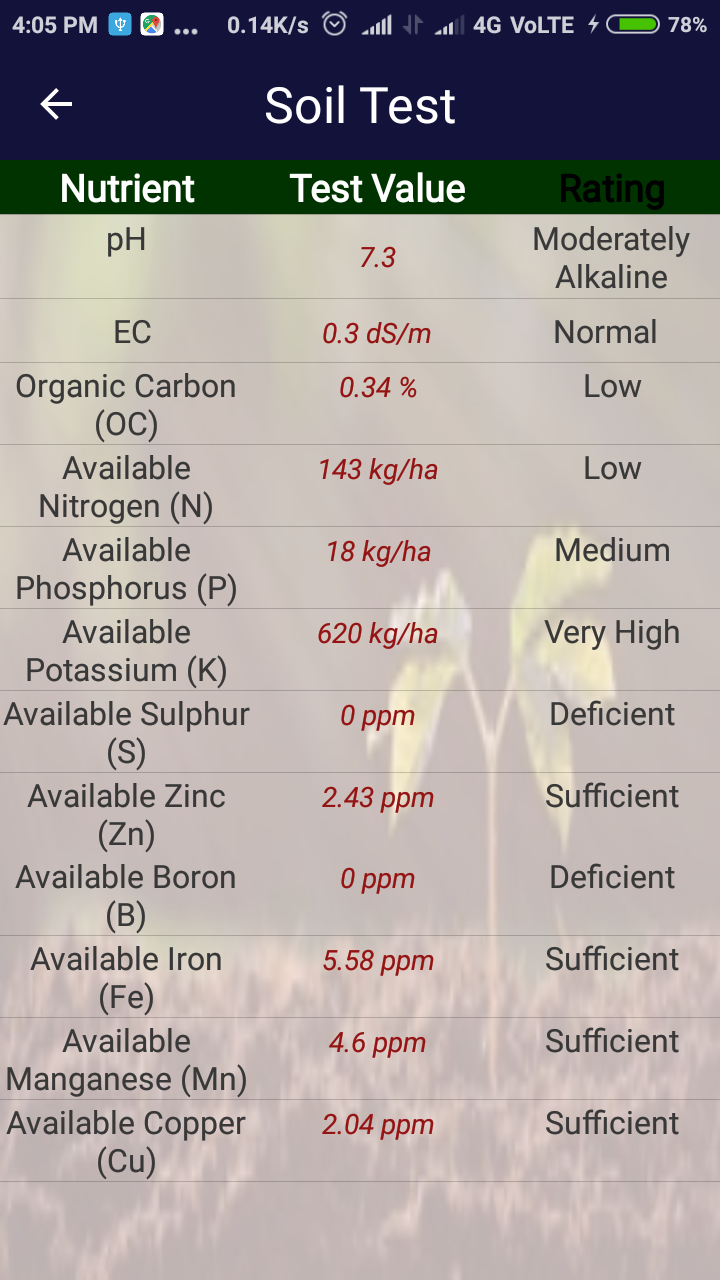 4:05 PM ... 0.14K/s 4G VoLTE 78%
Soil Test
Nutrient Test Value Rating
pH 7.3 Moderately
Alkaline
EC 0.3 dS/m Normal
Organic Carbon 0.34 % Low
(OC)
Available 143 kg/ha Low
Nitrogen (N)
Available 18 kg/ha Medium
Phosphorus (P)
Available 620 kg/ha Very High
Potassium (K)
Available Sulphur 0 ppm Deficient
(S)
Available Zinc 2.43 ppm Sufficient
(Zn)
Available Boron 0 ppm Deficient
(B)
Available Iron 5.58 ppm Sufficient
(Fe)
Available 4.6 ppm Sufficient
Manganese (Mn)
Available Copper 2.04 ppm Sufficient
(Cu)